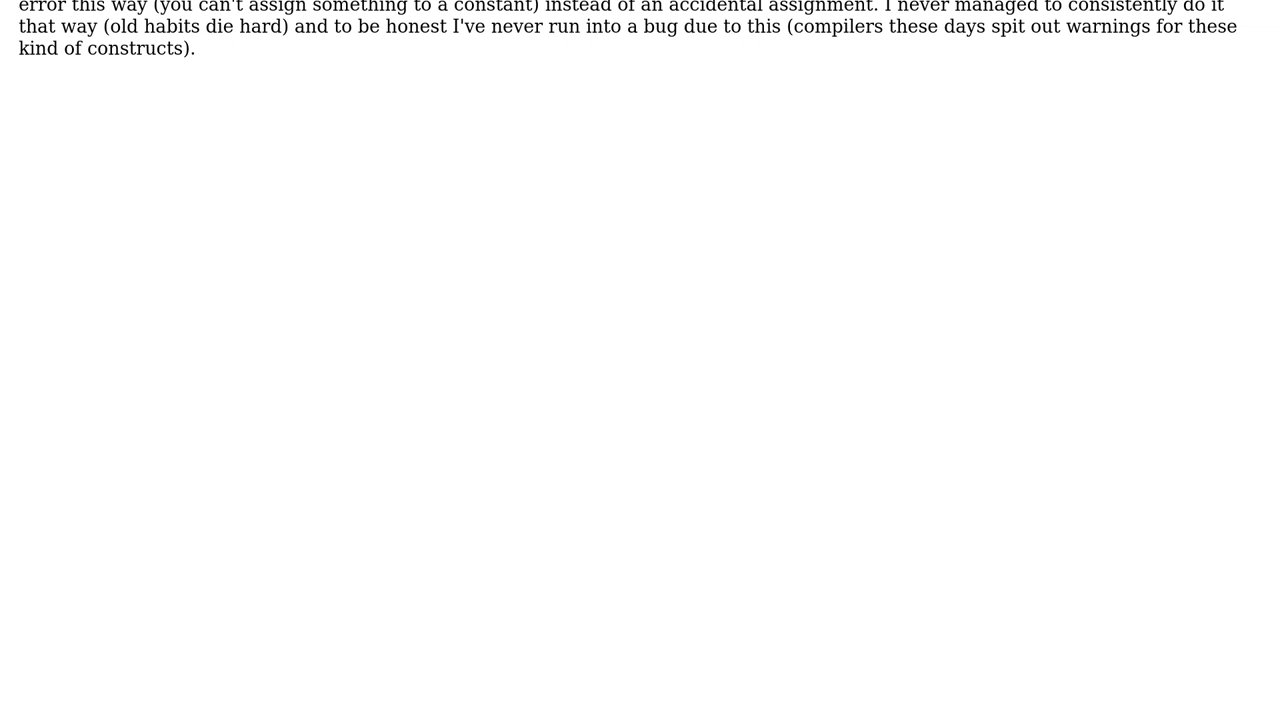 error this way (you can't assign something to a constant) instead of an accidental assignment. I never managed to consistently do it
that way (old habits die hard) and to be honest I've never run into a bug due to this (compilers these days spit out warnings for these
kind of constructs).